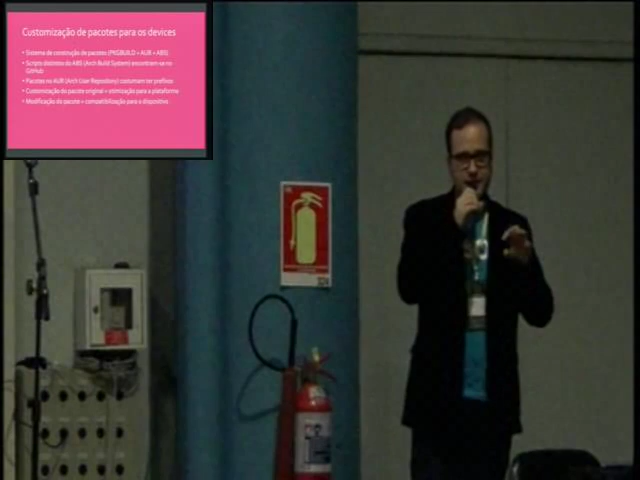 Customização de pacotes para os devices
• Sistema de construção de pacotes (PKGBUILD + AUR + ABS)
• Scripts distintos do ABS (Arch Build System) encontram-se no
GitHub
• Pacotes no AUR (Arch User Repository) costumam ter prefixos
• Customização do pacote original = otimização para a plataforma
• Modificação do pacote = compatibilização para o dispositivo